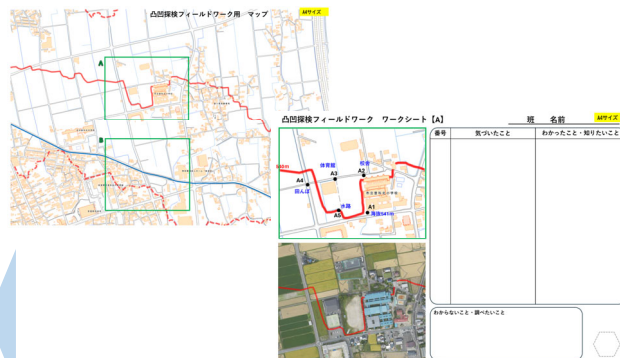 凸凹探検フィールドワーク用 マップ
A4サイズ
A
B
凸凹探検フィールドワーク ワークシート【A】
班 名前
A4サイズ
番号
気づいたこと
わかったこと・知りたいこと
体育館
校舎
A4
A3
A2
田んぼ
水路
A1
A5
海抜541m
わからないこと・調べたいこと